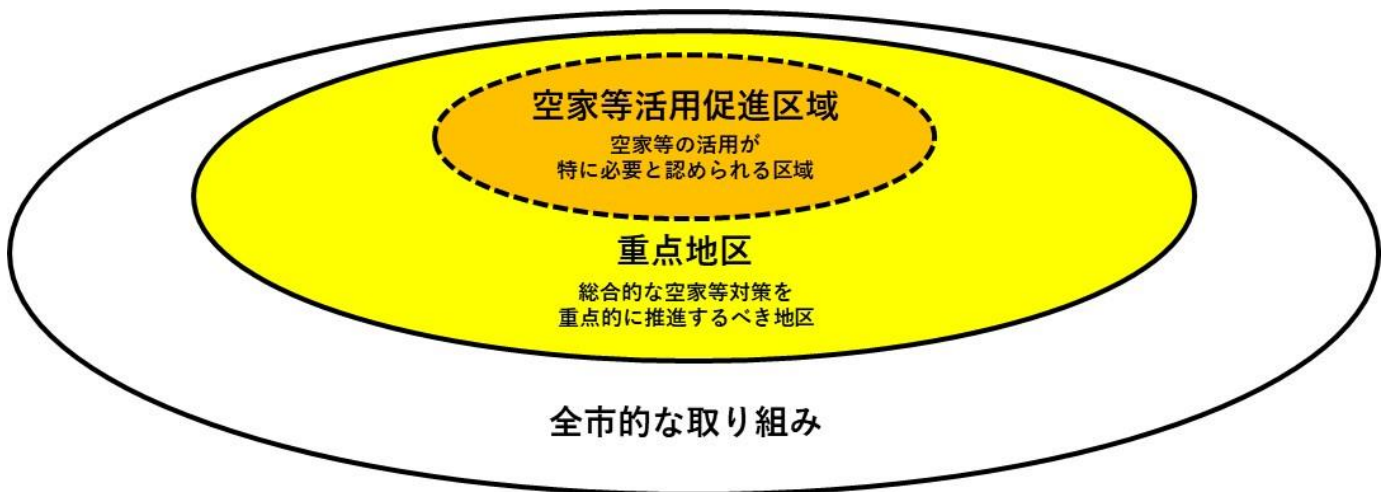 空家等活用促進区域
空家等の活用が
特に必要と認められる区域
重点地区
総合的な空家等対策を
重点的に推進するべき地区
全市的な取り組み